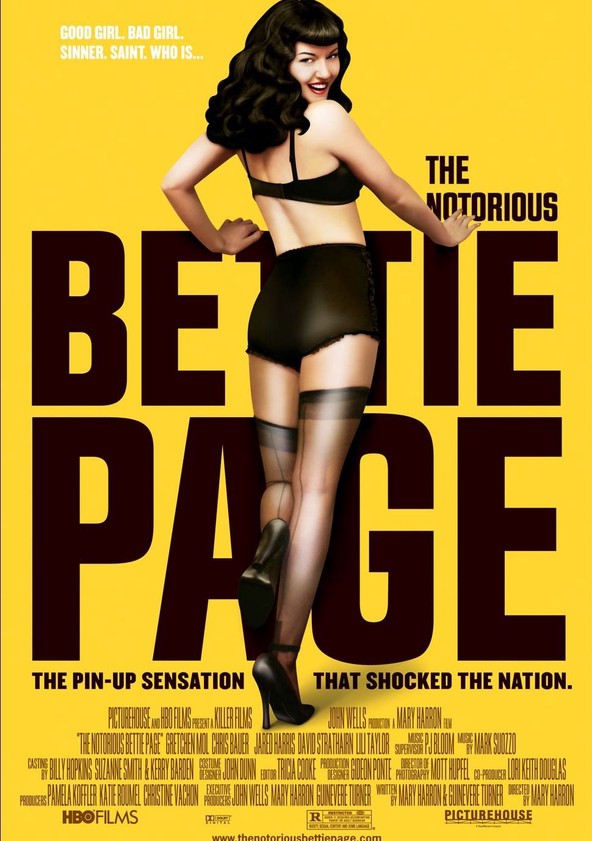 GOOD GIRL. BAD GIRL.
SINNER. SAINT. WHO IS...
THE
NOTORIOUS
BETTIE
PAGE
THE PIN-UP SENSATION THAT SHOCKED THE NATION.
PICTUREHOUSE AND HBO FILMS PRESENT A KILLER FILMS JOHN WELLS PRODUCTION A MARY HARRON FILM
"THE NOTORIOUS BETTIE PAGE" GRETCHEN MOL CHRIS BAUER JARED HARRIS DAVID STRATHAIRN LILI TAYLOR MUSIC SUPERVISOR PJ BLOOM MUSIC BY MARK SUOZZO
CASTING BY BILLY HOPKINS SUZANNE SMITH & KERRY BARDEN COSTUME DESIGNER JOHN DUNN EDITOR TRICIA COOKE PRODUCTION DESIGNER GIDEON PONTE DIRECTOR OF PHOTOGRAPHY MOTT HUPFEL CO-PRODUCER LORI KEITH DOUGLAS
PRODUCERS PAMELA KOFFLER KATIE ROUMEL CHRISTINE VACHON EXECUTIVE PRODUCERS JOHN WELLS MARY HARRON GUINEVERE TURNER WRITTEN BY MARY HARRON & GUINEVERE TURNER DIRECTED BY MARY HARRON
HBO FILMS DOLBY DIGITAL R RESTRICTED PICTUREHOUSE
www.thenotoriousbettiepage.com